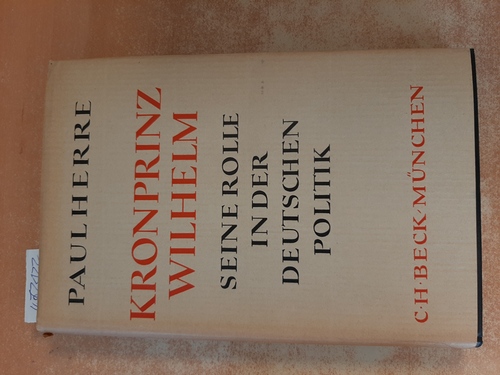 PAUL HERRE
KRONPRINZ
WILHELM
SEINE ROLLE
IN DER
DEUTSCHEN
POLITIK
C·H·BECK·MÜNCHEN